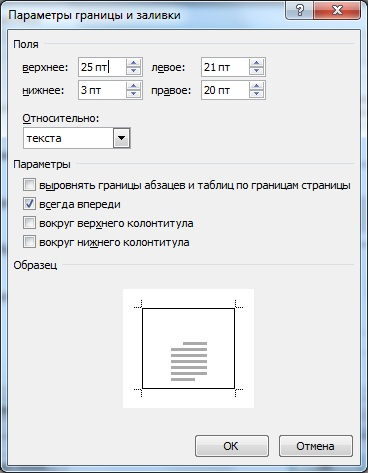 Параметры границы и заливки
Поля
верхнее: 25 пт левое: 21 пт
нижнее: 3 пт правое: 20 пт
Относительно:
текста
Параметры
выровнять границы абзацев и таблиц по границам страницы
всегда впереди
вокруг верхнего колонтитула
вокруг нижнего колонтитула
Образец
ОК Отмена